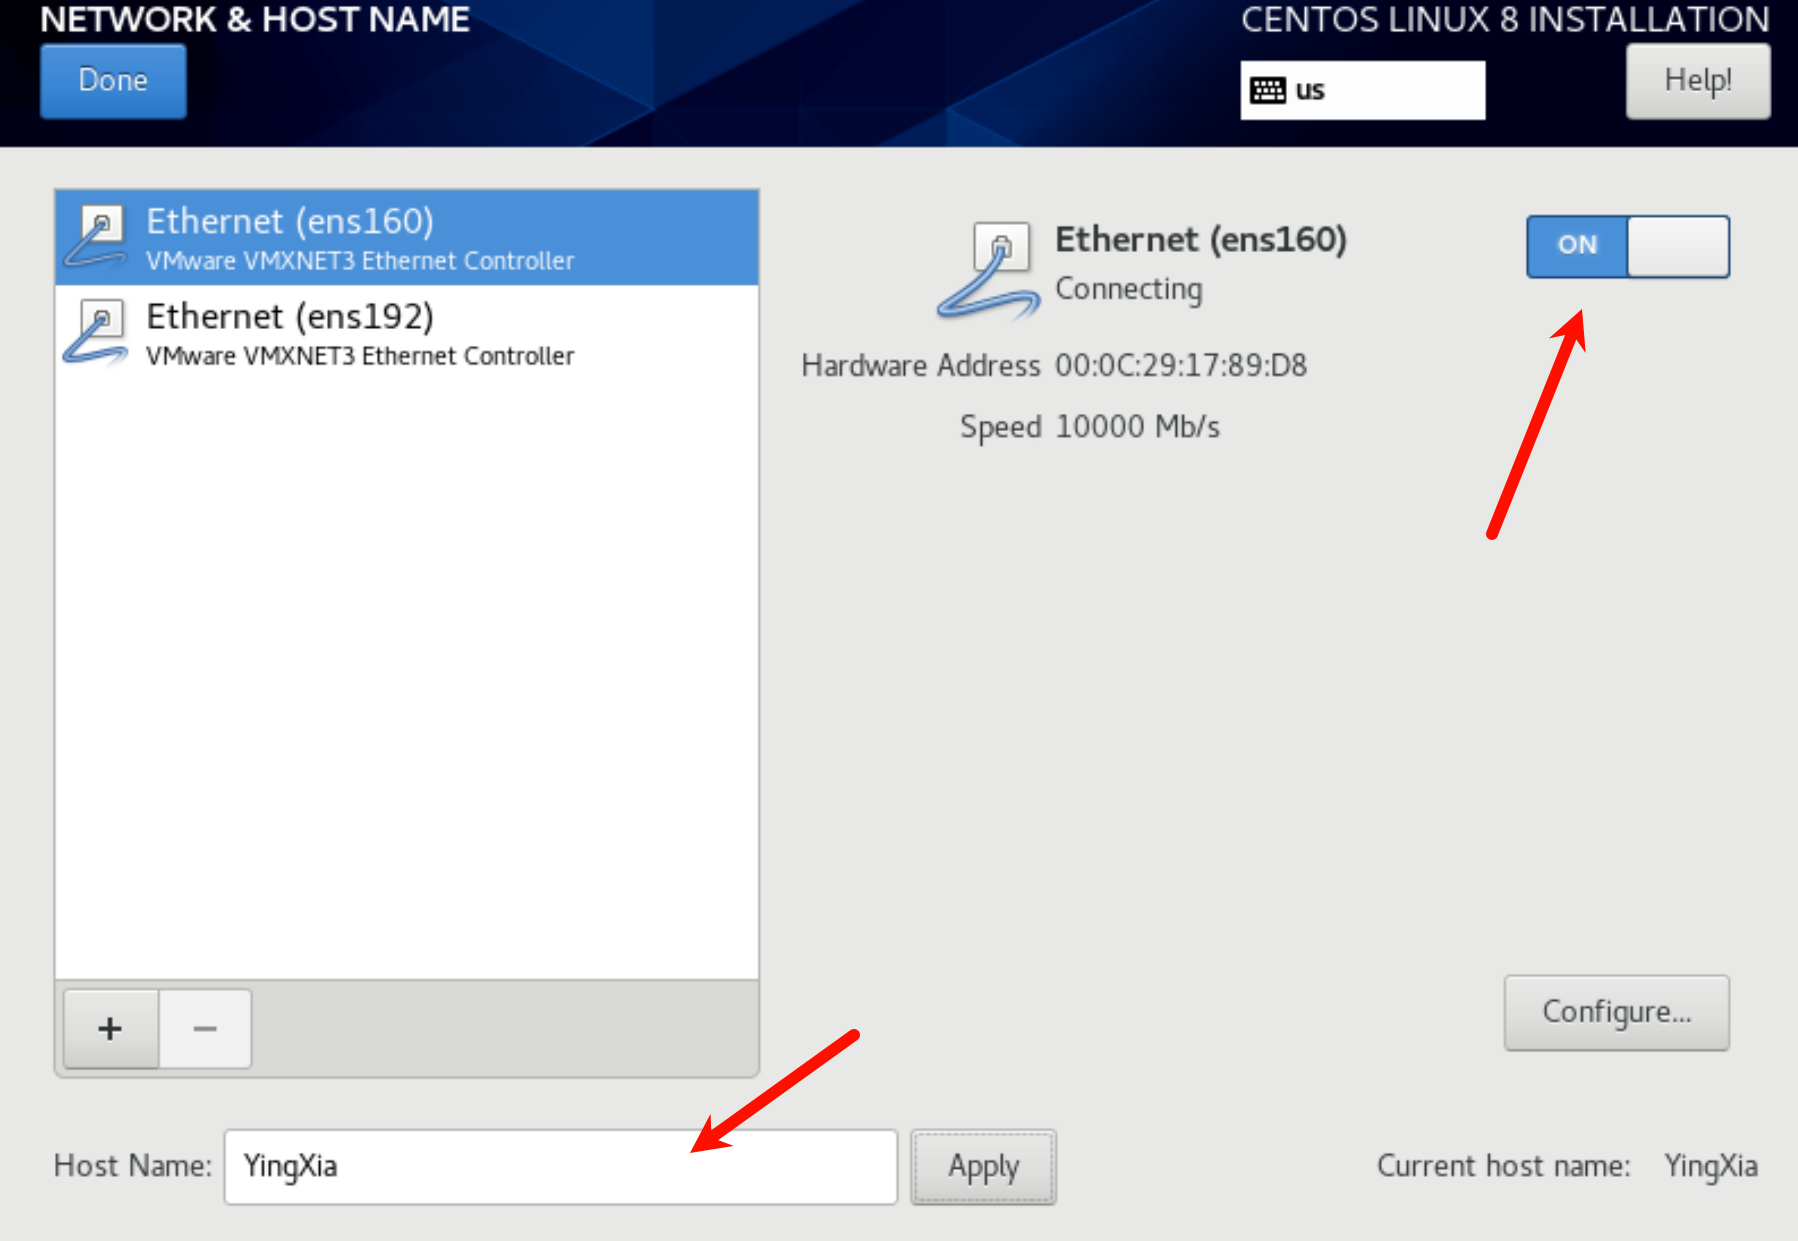 NETWORK & HOST NAME
CENTOS LINUX 8 INSTALLATION
Done
us
Help!
Ethernet (ens160)
VMware VMXNET3 Ethernet Controller
Ethernet (ens192)
VMware VMXNET3 Ethernet Controller
Ethernet (ens160)
Connecting
ON
Hardware Address 00:0C:29:17:89:D8
Speed 10000 Mb/s
+ −
Configure...
Host Name: YingXia Apply Current host name: YingXia